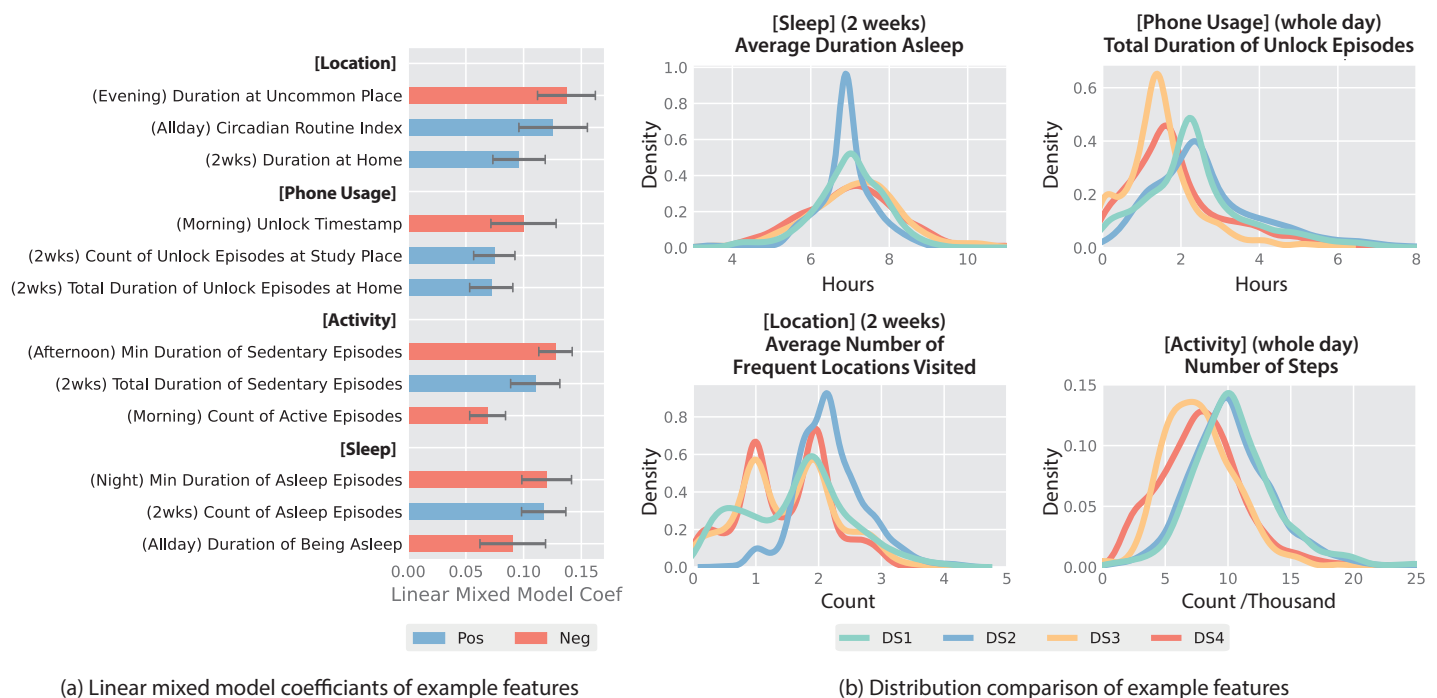 [Location]
(Evening) Duration at Uncommon Place
(Allday) Circadian Routine Index
(2wks) Duration at Home
[Phone Usage]
(Morning) Unlock Timestamp
(2wks) Count of Unlock Episodes at Study Place
(2wks) Total Duration of Unlock Episodes at Home
[Activity]
(Afternoon) Min Duration of Sedentary Episodes
(2wks) Total Duration of Sedentary Episodes
(Morning) Count of Active Episodes
[Sleep]
(Night) Min Duration of Asleep Episodes
(2wks) Count of Asleep Episodes
(Allday) Duration of Being Asleep
0.00 0.05 0.10 0.15
Linear Mixed Model Coef
Pos Neg
(a) Linear mixed model coefficiants of example features
[Sleep] (2 weeks)
Average Duration Asleep
1.0
0.8
0.6
0.4
0.2
0.0
Density
4 6 8 10
Hours
[Phone Usage] (whole day)
Total Duration of Unlock Episodes
0.6
0.4
0.2
0.0
Density
0 2 4 6 8
Hours
[Location] (2 weeks)
Average Number of
Frequent Locations Visited
0.8
0.6
0.4
0.2
0.0
Density
0 1 2 3 4 5
Count
[Activity] (whole day)
Number of Steps
0.15
0.10
0.05
0.00
Density
0 5 10 15 20 25
Count /Thousand
DS1 DS2 DS3 DS4
(b) Distribution comparison of example features